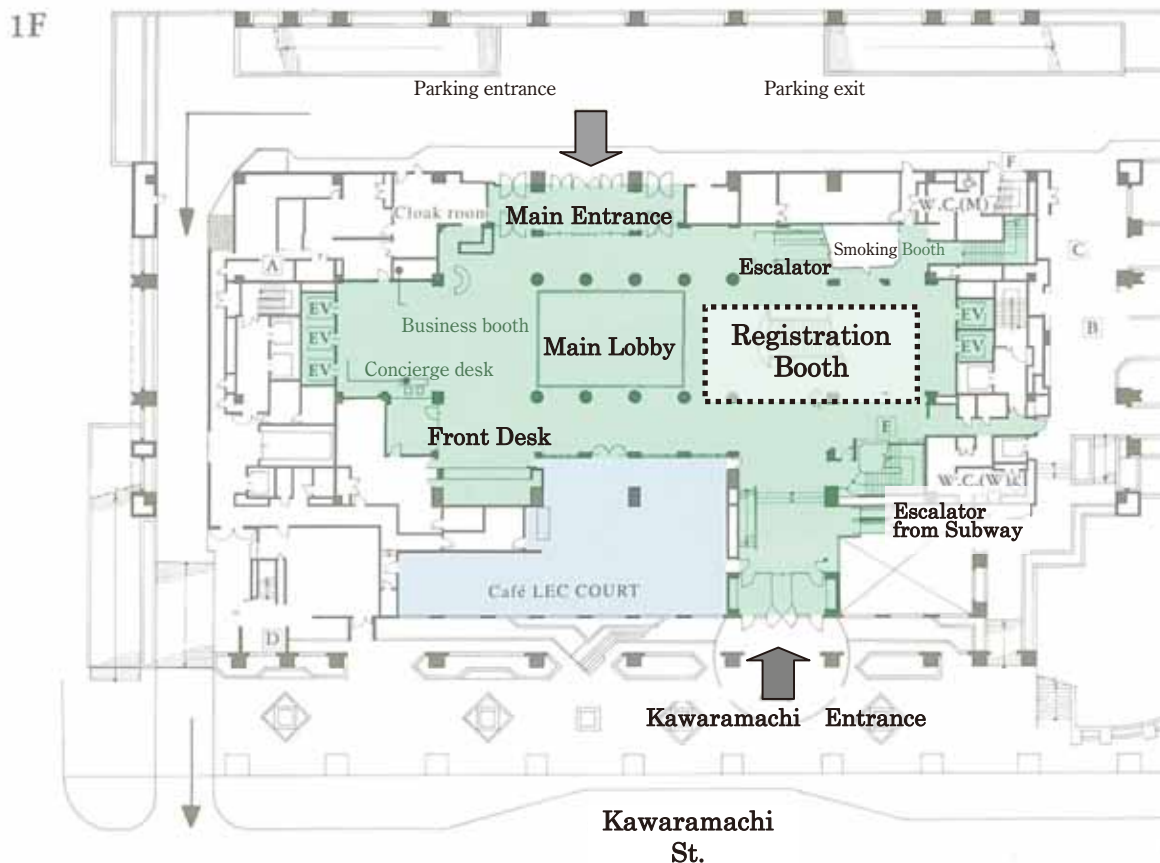 1F
Parking entrance
Parking exit
F
W.C.(M)
Cloak room
Main Entrance
Smoking Booth
C
A
Escalator
EV
EV
B
Business booth
Main Lobby
Registration
Booth
EV
EV
Concierge desk
EV
Front Desk
E
Escalator
from Subway
Café LEC COURT
D
Kawaramachi Entrance
Kawaramachi
St.